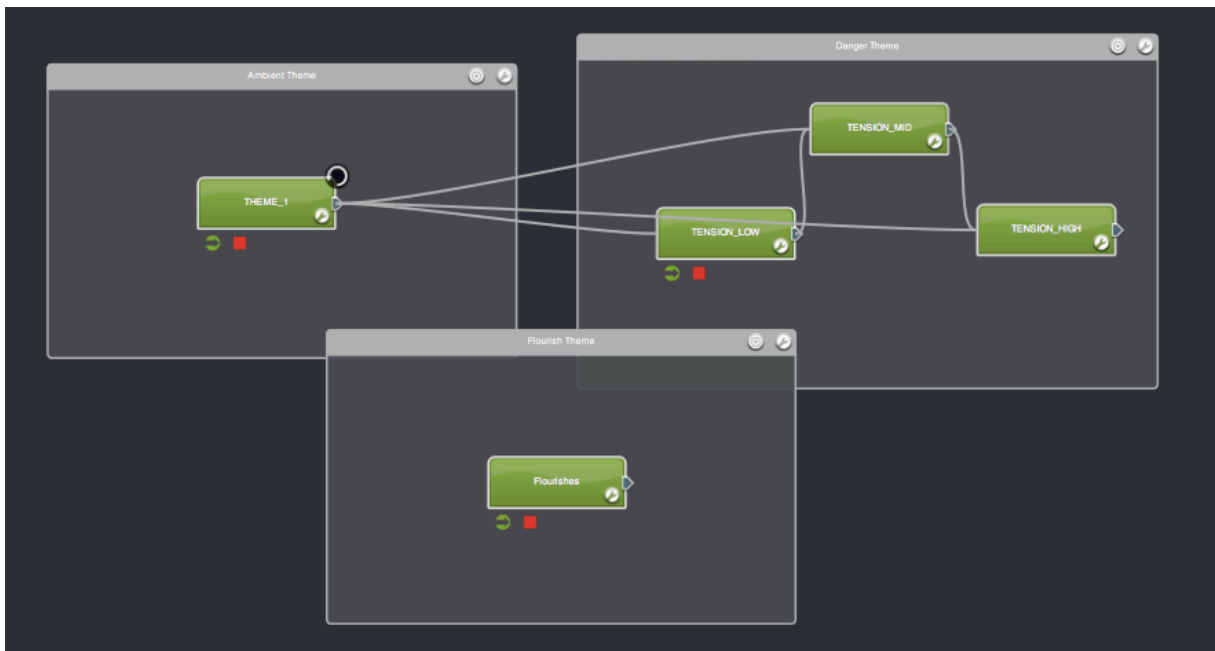 Ambient Theme
THEME_1
Danger Theme
TENSION_MID
TENSION_LOW
TENSION_HIGH
Flourish Theme
Flourishes